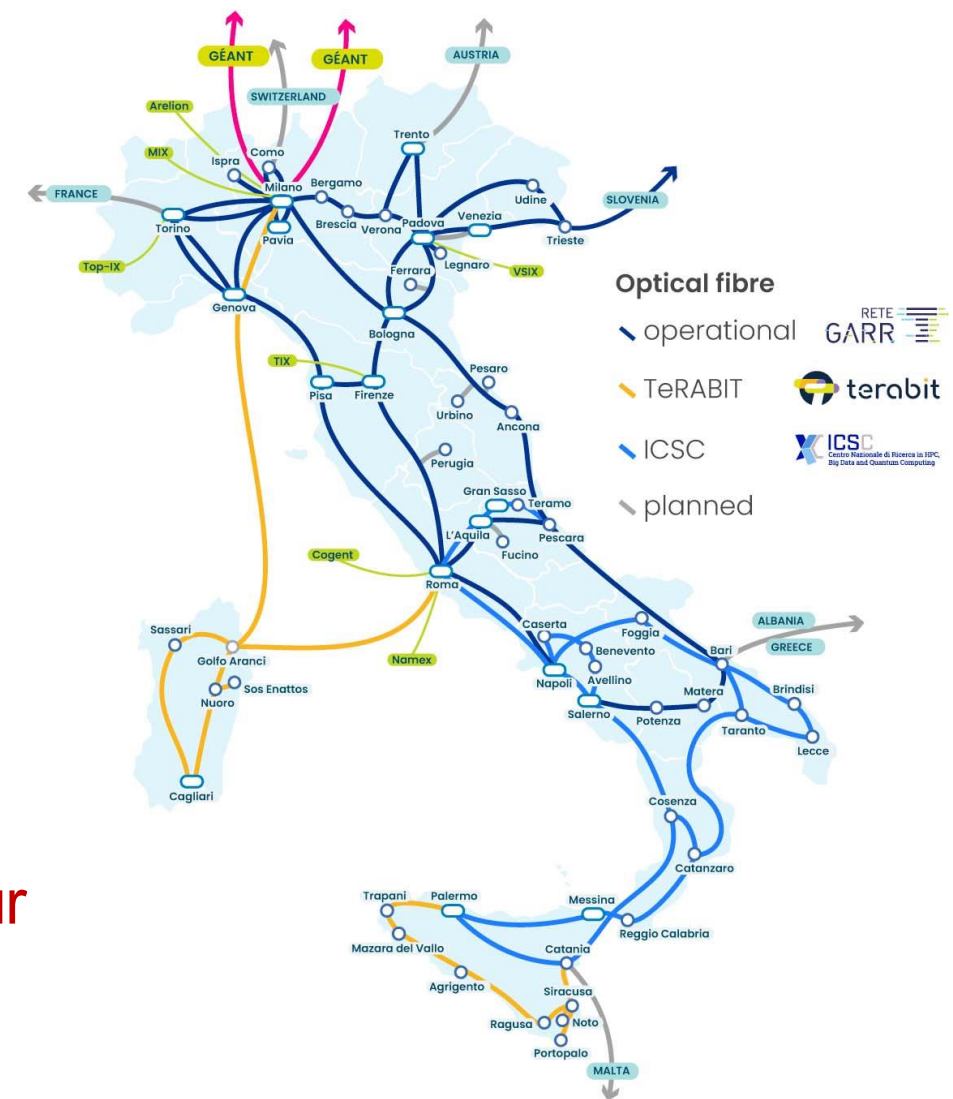 GÉANT
GÉANT
AUSTRIA
SWITZERLAND
Arelion
Trento
MIX
Ispra
Como
Milano
Bergamo
Udine
FRANCE
SLOVENIA
Torino
Pavia
Brescia
Verona
Padova
Venezia
Trieste
Top-IX
Ferrara
Legnaro
VSIX
Genova
Bologna
TIX
Pisa
Firenze
Pesaro
Urbino
Ancona
Perugia
Gran Sasso
Teramo
L'Aquila
Pescara
Fucino
Cogent
Roma
Namex
Optical fibre
operational
RETE
GARR
TeRABIT
terabit
ICSC
ICSC
Centro Nazionale di Ricerca in HPC,
Big Data and Quantum Computing
planned
Sassari
Golfo Aranci
Sos Enattos
Nuoro
Cagliari
Caserta
Foggia
ALBANIA
GREECE
Benevento
Bari
Napoli
Avellino
Matera
Brindisi
Salerno
Potenza
Taranto
Lecce
Cosenza
Catanzaro
ur
Trapani
Palermo
Messina
Reggio Calabria
Mazara del Vallo
Catania
Agrigento
Siracusa
Ragusa
Noto
Portopalo
MALTA